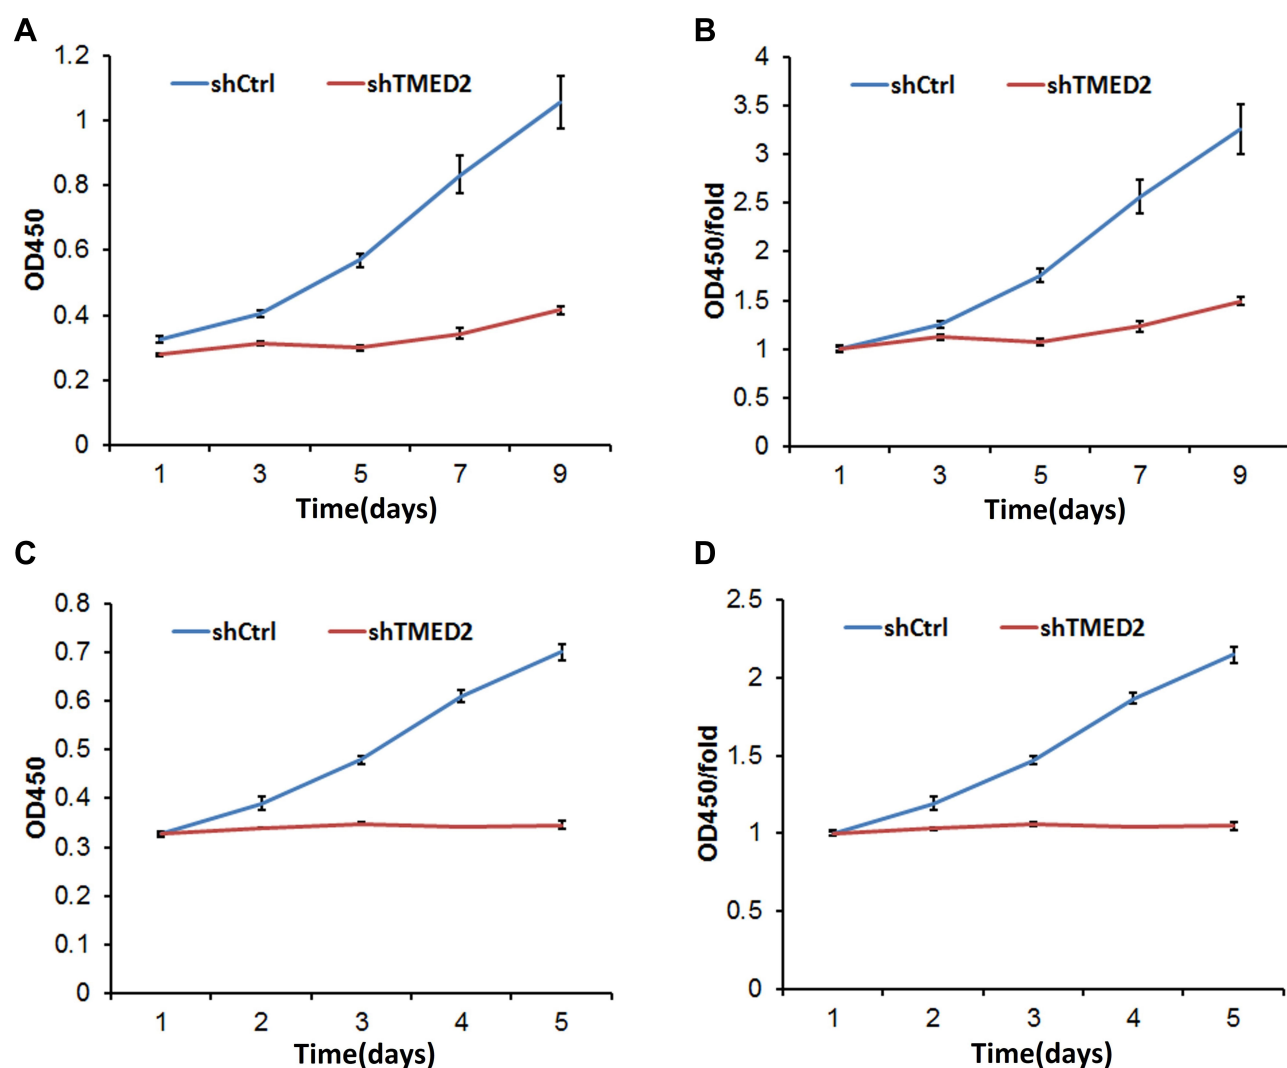 A
1.2
1
0.8
0.6
0.4
0.2
0
OD450
shCtrl shTMED2
1 3 5 7 9
Time(days)
B
4
3.5
3
2.5
2
1.5
1
0.5
0
OD450/fold
shCtrl shTMED2
1 3 5 7 9
Time(days)
C
0.8
0.7
0.6
0.5
0.4
0.3
0.2
0.1
0
OD450
shCtrl shTMED2
1 2 3 4 5
Time(days)
D
2.5
2
1.5
1
0.5
0
OD450/fold
shCtrl shTMED2
1 2 3 4 5
Time(days)